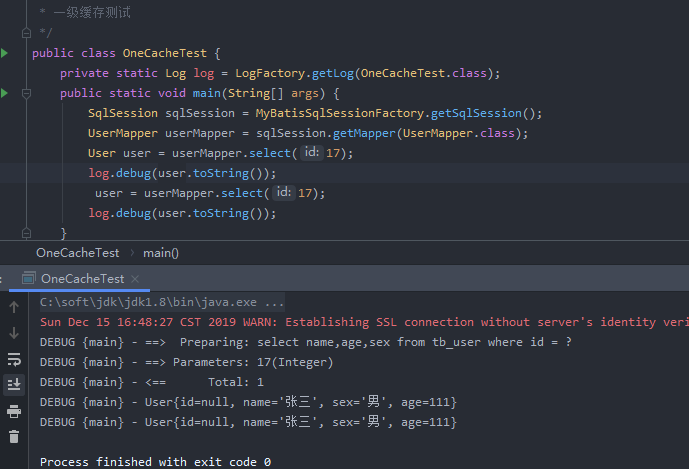 * 一级缓存测试
*/
public class OneCacheTest {
private static Log log = LogFactory.getLog(OneCacheTest.class);
public static void main(String[] args) {
SqlSession sqlSession = MyBatisSqlSessionFactory.getSqlSession();
UserMapper userMapper = sqlSession.getMapper(UserMapper.class);
User user = userMapper.select( id: 17);
log.debug(user.toString());
user = userMapper.select( id: 17);
log.debug(user.toString());
}
OneCacheTest › main()
: OneCacheTest ×
C:\soft\jdk\jdk1.8\bin\java.exe ...
Sun Dec 15 16:48:27 CST 2019 WARN: Establishing SSL connection without server's identity veri
DEBUG {main} - ==>  Preparing: select name,age,sex from tb_user where id = ?
DEBUG {main} - ==> Parameters: 17(Integer)
DEBUG {main} - <==      Total: 1
DEBUG {main} - User{id=null, name='张三', sex='男', age=111}
DEBUG {main} - User{id=null, name='张三', sex='男', age=111}
Process finished with exit code 0